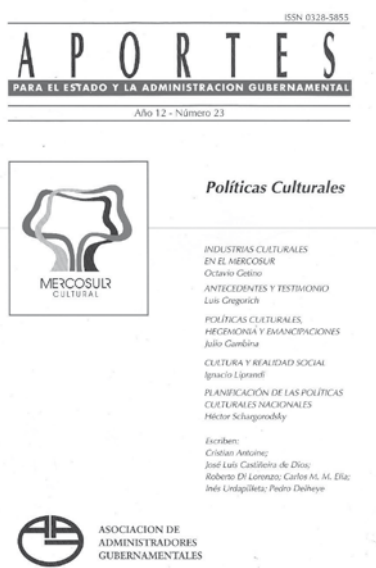 ISSN 0328-5855
APORTES
PARA EL ESTADO Y LA ADMINISTRACION GUBERNAMENTAL
Año 12 - Número 23
Políticas Culturales
MERCOSUR
CULTURAL
INDUSTRIAS CULTURALES
EN EL MERCOSUR
Octavio Getino
ANTECEDENTES Y TESTIMONIO
Luis Gregorich
POLÍTICAS CULTURALES,
HEGEMONÍA Y EMANCIPACIONES
Julio Gambina
CULTURA Y REALIDAD SOCIAL
Ignacio Liprandi
PLANIFICACIÓN DE LAS POLÍTICAS
CULTURALES NACIONALES
Héctor Schargorodsky
Escriben:
Cristian Antoine;
José Luis Castiñeira de Dios;
Roberto Di Lorenzo; Carlos M. M. Elía;
Inés Urdapilleta; Pedro Delheye
ASOCIACION DE
ADMINISTRADORES
GUBERNAMENTALES